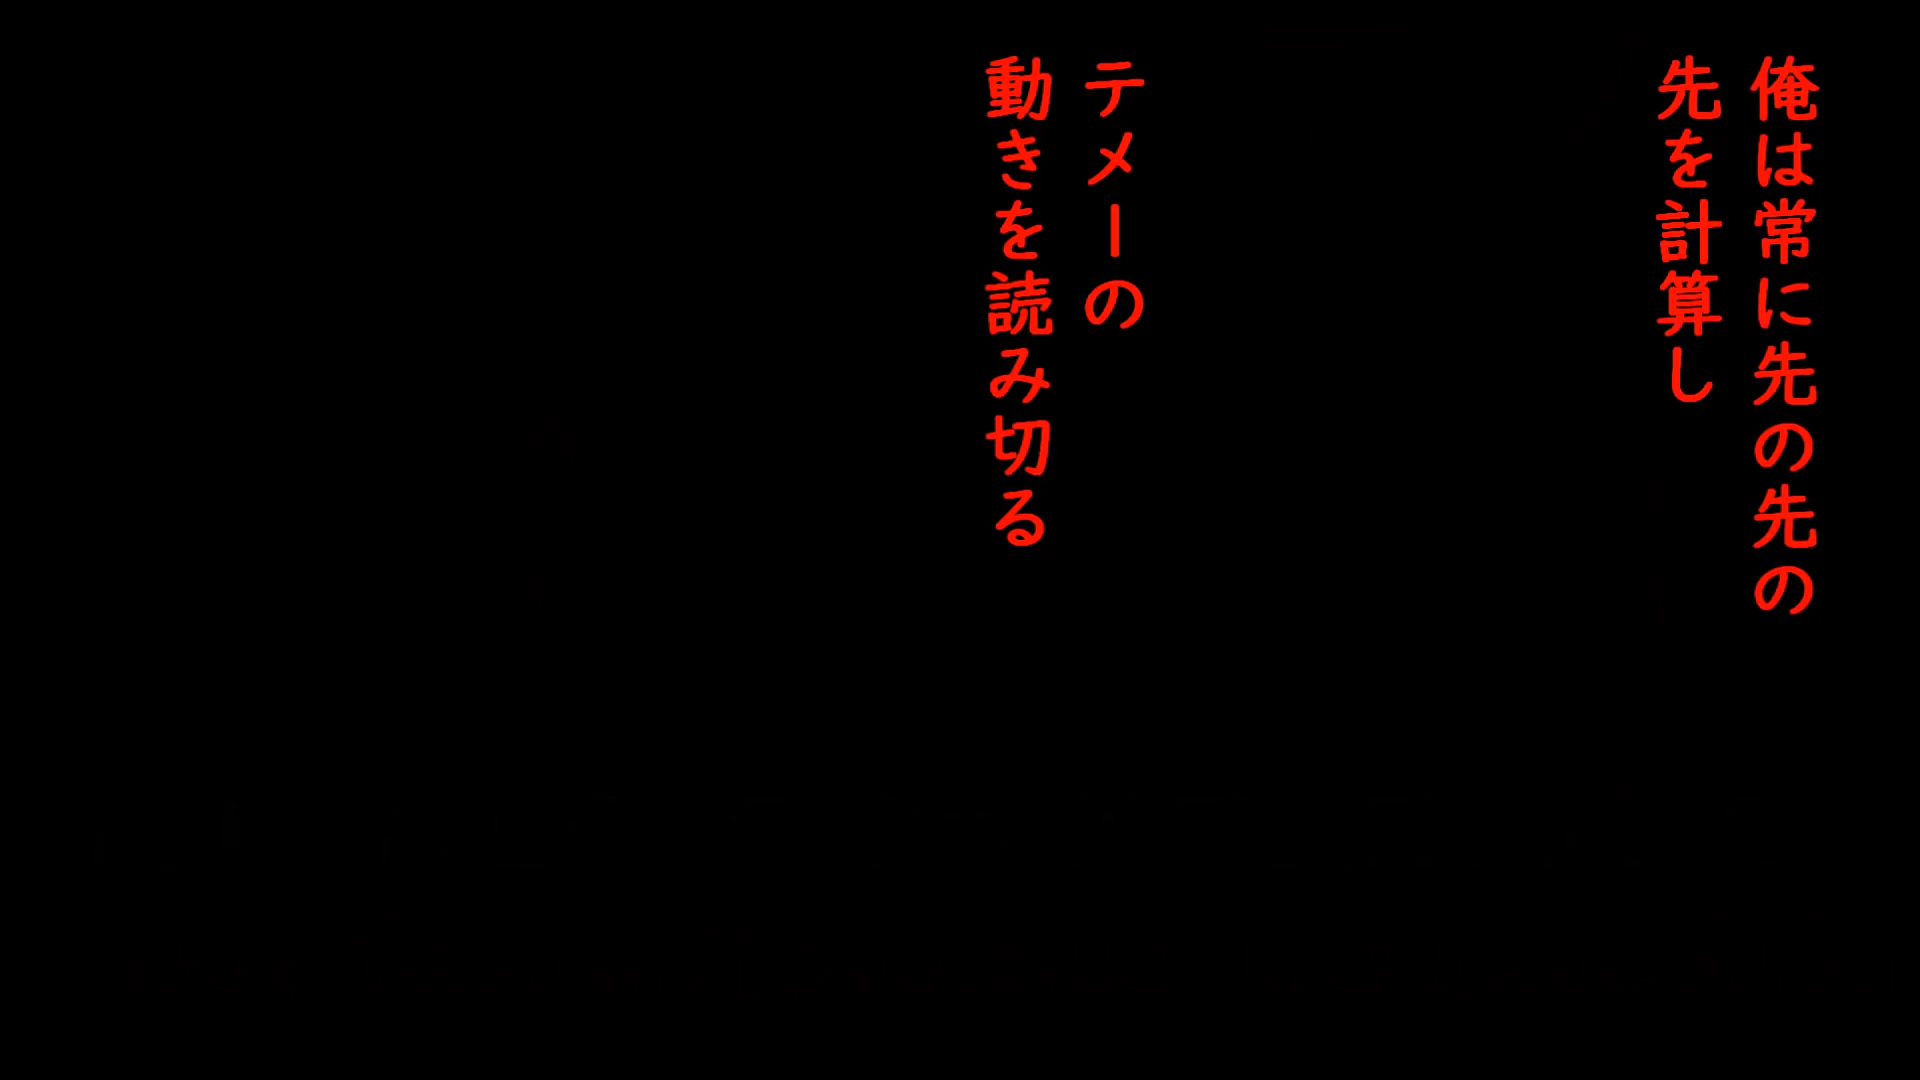 俺は常に先の先の
先を計算し
テメーの
動きを読み切る